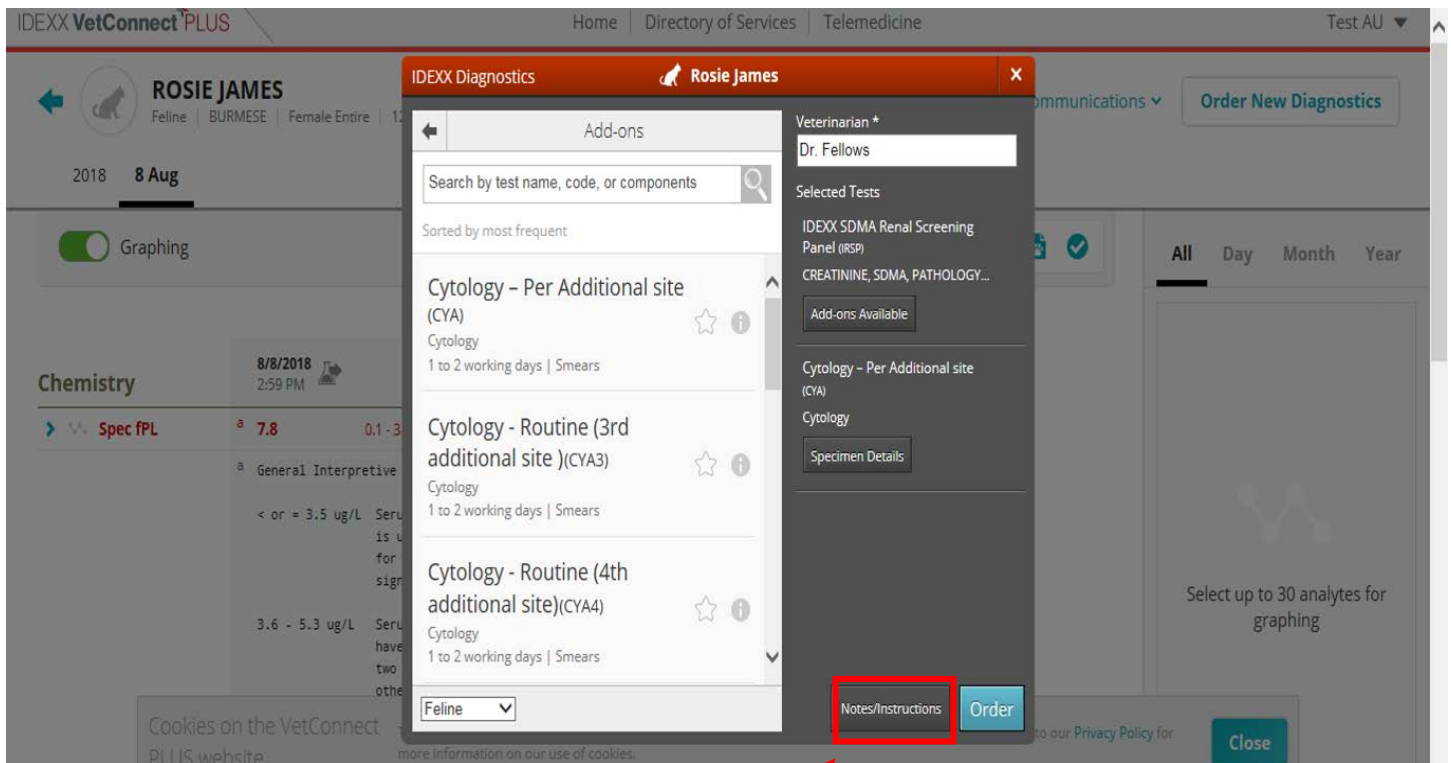 IDEXX VetConnect PLUS
Home | Directory of Services | Telemedicine
Test AU
ROSIE JAMES
Feline | BURMESE | Female Entire |
Order New Diagnostics
2018 8 Aug
Graphing
All Day Month Year
8/8/2018
2:59 PM
Chemistry
Spec fPL
a 7.8
a General Interpretive
< or = 3.5 ug/L
is
for
3.6 - 5.3 ug/L
have
two
Select up to 30 analytes for
graphing
IDEXX Diagnostics
Rosie James
x
Add-ons
Search by test name, code, or components
Sorted by most frequent
Cytology – Per Additional site
(CYA)
Cytology
1 to 2 working days | Smears
Cytology - Routine (3rd
additional site )(CYA3)
Cytology
1 to 2 working days | Smears
Cytology - Routine (4th
additional site)(CYA4)
Cytology
1 to 2 working days | Smears
Feline
Veterinarian *
Dr. Fellows
Selected Tests
IDEXX SDMA Renal Screening
Panel (IRSP)
CREATININE, SDMA, PATHOLOGY...
Add-ons Available
Cytology – Per Additional site
(CYA)
Cytology
Specimen Details
Notes/Instructions
Order
Cookies on the VetConnect
PLUS website
to our Privacy Policy for
more information on our use of cookies.
Close